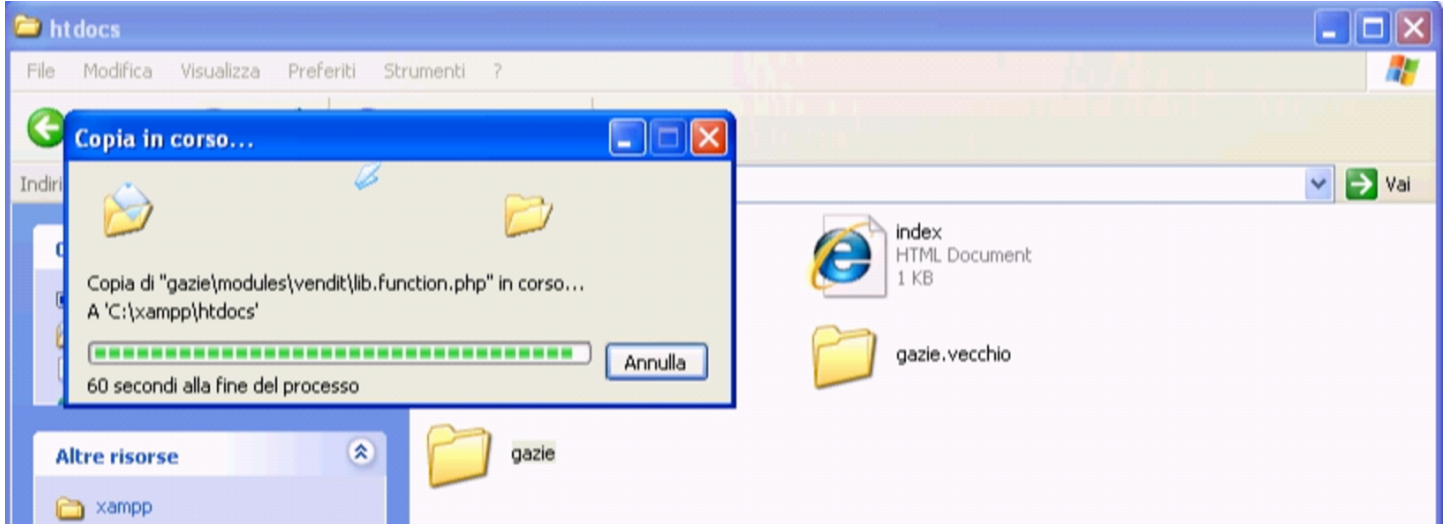 htdocs
File Modifica Visualizza Preferiti Strumenti ?
Copia in corso...
Indiri
Vai
Copia di "gazie\modules\vendit\lib.function.php" in corso...
A 'C:\xampp\htdocs'
Annulla
60 secondi alla fine del processo
index
HTML Document
1 KB
gazie.vecchio
gazie
Altre risorse
xampp